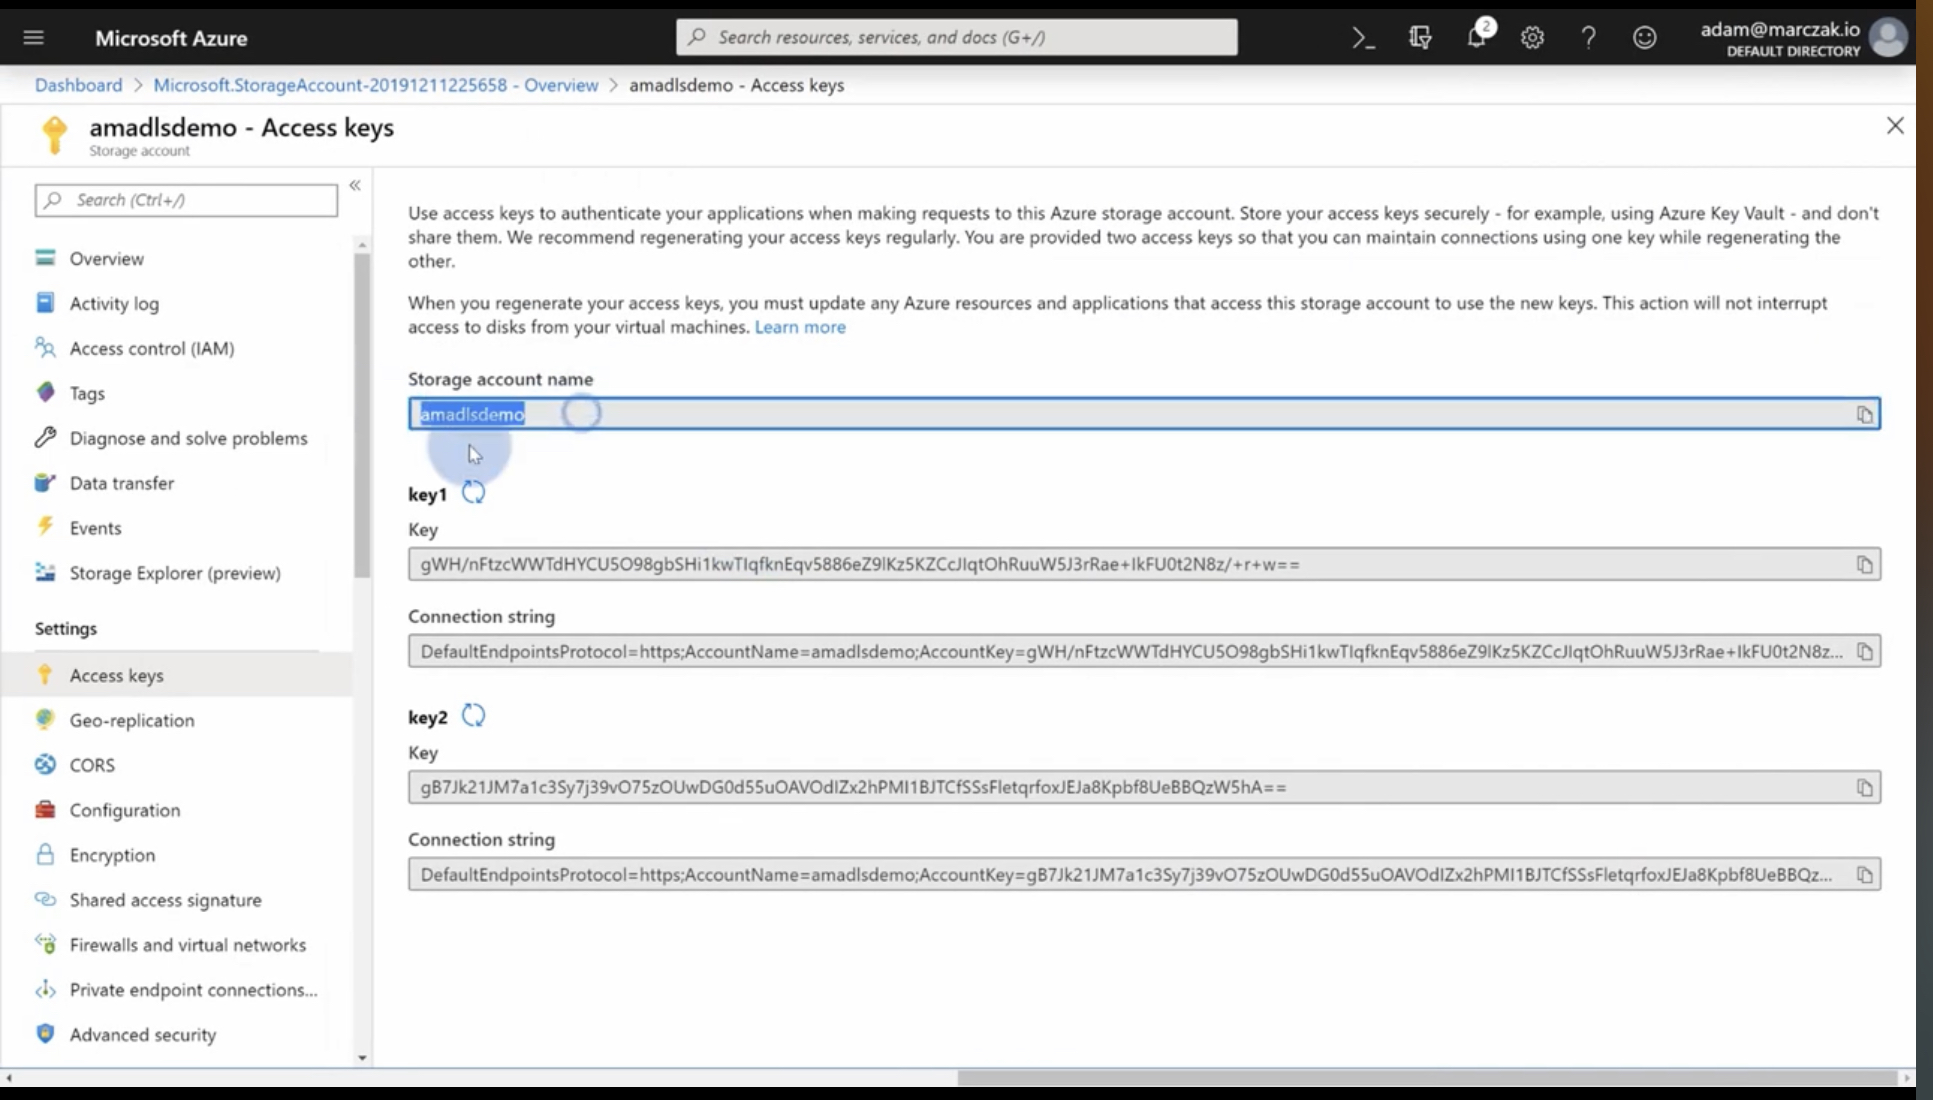 Microsoft Azure
Search resources, services, and docs (G+/)
2
adam@marczak.io
DEFAULT DIRECTORY
Dashboard > Microsoft.StorageAccount-20191211225658 - Overview > amadlsdemo - Access keys
amadlsdemo - Access keys
Storage account
Search (Ctrl+/)
Overview
Activity log
Access control (IAM)
Tags
Diagnose and solve problems
Data transfer
Events
Storage Explorer (preview)
Settings
Access keys
Geo-replication
CORS
Configuration
Encryption
Shared access signature
Firewalls and virtual networks
Private endpoint connections...
Advanced security
Use access keys to authenticate your applications when making requests to this Azure storage account. Store your access keys securely - for example, using Azure Key Vault - and don't
share them. We recommend regenerating your access keys regularly. You are provided two access keys so that you can maintain connections using one key while regenerating the
other.
When you regenerate your access keys, you must update any Azure resources and applications that access this storage account to use the new keys. This action will not interrupt
access to disks from your virtual machines. Learn more
Storage account name
amadlsdemo
key1
Key
gWH/nFtzcWWTdHYCU5O98gbSHi1kwTIqfknEqv5886eZ9lKz5KZCcJIqtOhRuuW5J3rRae+IkFU0t2N8z/+r+w==
Connection string
DefaultEndpointsProtocol=https;AccountName=amadlsdemo;AccountKey=gWH/nFtzcWWTdHYCU5O98gbSHi1kwTIqfknEqv5886eZ9lKz5KZCcJIqtOhRuuW5J3rRae+IkFU0t2N8z...
key2
Key
gB7Jk21JM7a1c3Sy7j39vO75zOUwDG0d55uOAVOdIZx2hPMI1BJTCfSSsFletqrfoxJEJa8Kpbf8UeBBQzW5hA==
Connection string
DefaultEndpointsProtocol=https;AccountName=amadlsdemo;AccountKey=gB7Jk21JM7a1c3Sy7j39vO75zOUwDG0d55uOAVOdIZx2hPMI1BJTCfSSsFletqrfoxJEJa8Kpbf8UeBBQz...